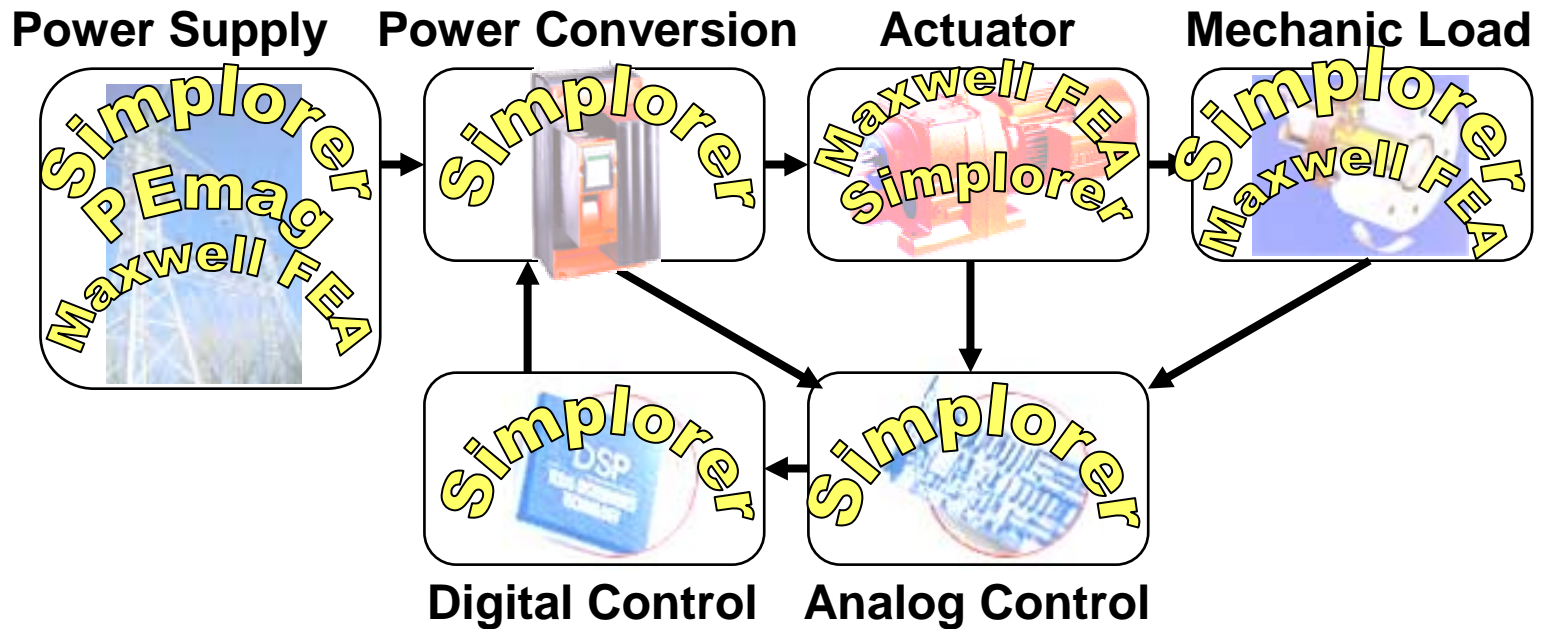 Power Supply Power Conversion Actuator Mechanic Load
Simplorer
PEmag
Maxwell FEA
Simplorer
Maxwell FEA
Simplorer
Simplorer
Maxwell FEA
Simplorer
DSP
Simplorer
Digital Control Analog Control